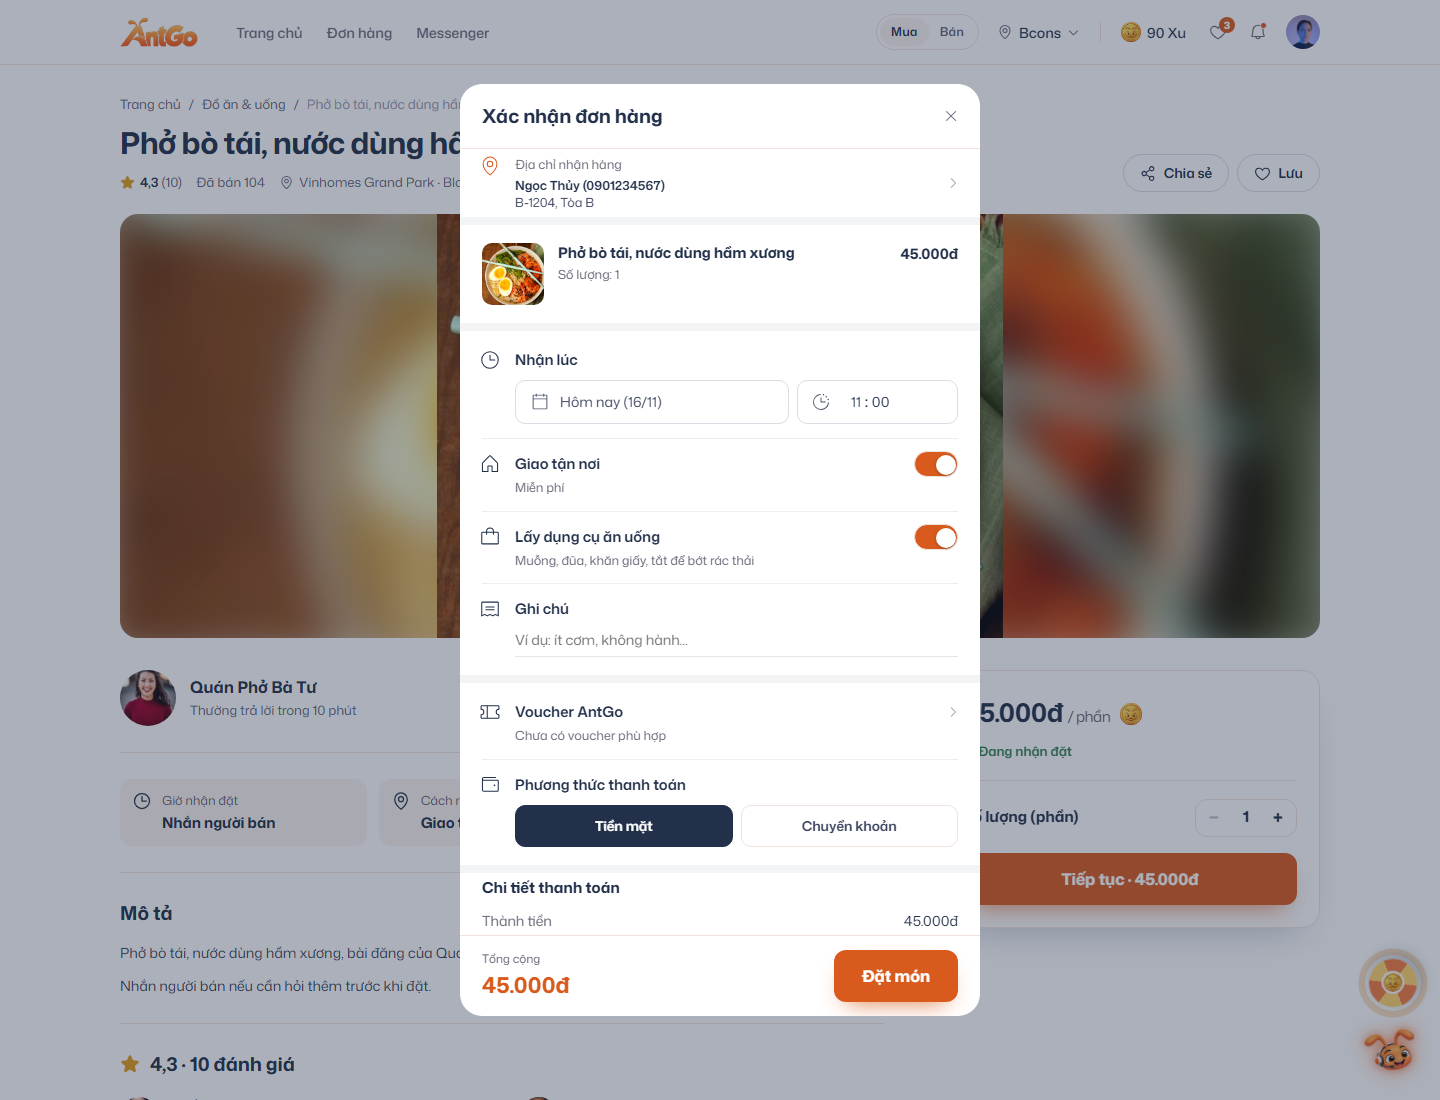 AntGo
Trang chủ
Đơn hàng
Messenger
Mua
Bán
Bcons
90 Xu
3
Trang chủ / Đồ ăn & uống / Phở bò tái, nước dùng hầm
Phở bò tái, nước dùng hầ
4,3 (10)
Đã bán 104
Vinhomes Grand Park - Blo
Chia sẻ
Lưu
Xác nhận đơn hàng
Địa chỉ nhận hàng
Ngọc Thủy (0901234567)
B-1204, Tòa B
Phở bò tái, nước dùng hầm xương
45.000đ
Số lượng: 1
Nhận lúc
Hôm nay (16/11)
11 : 00
Giao tận nơi
Miễn phí
Lấy dụng cụ ăn uống
Muỗng, đũa, khăn giấy, tắt để bớt rác thải
Ghi chú
Ví dụ: ít cơm, không hành...
Voucher AntGo
Chưa có voucher phù hợp
Phương thức thanh toán
Tiền mặt
Chuyển khoản
Chi tiết thanh toán
Thành tiền
45.000đ
Tổng cộng
45.000đ
Đặt món
Quán Phở Bà Tư
Thường trả lời trong 10 phút
Giờ nhận đặt
Nhắn người bán
Cách n
Giao t
Mô tả
Phở bò tái, nước dùng hầm xương, bài đăng của Qua
Nhắn người bán nếu cần hỏi thêm trước khi đặt.
4,3 · 10 đánh giá
5.000đ / phần
Đang nhận đặt
lượng (phần)
1
Tiếp tục · 45.000đ